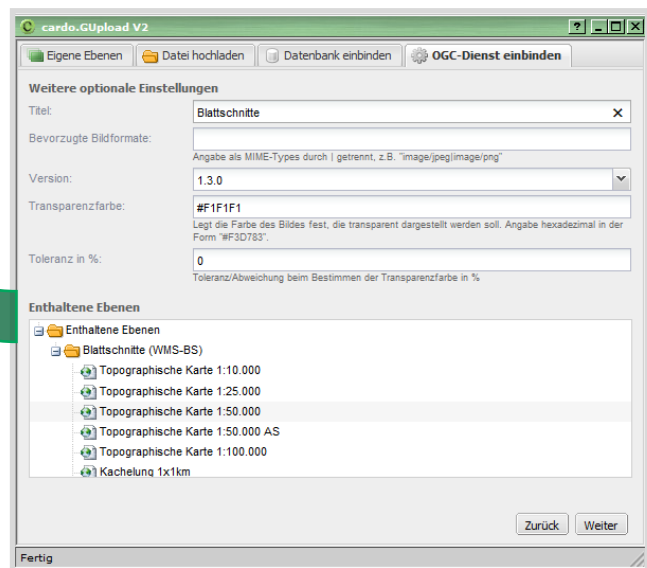 cardo.GUpload V2
Eigene Ebenen
Datei hochladen
Datenbank einbinden
OGC-Dienst einbinden
Weitere optionale Einstellungen
Titel: Blattschnitte
Bevorzugte Bildformate:
Angabe als MIME-Types durch | getrennt, z.B. "image/jpeg|image/png"
Version: 1.3.0
Transparenzfarbe: #F1F1F1
Legt die Farbe des Bildes fest, die transparent dargestellt werden soll. Angabe hexadezimal in der
Form "#F3D783".
Toleranz in %: 0
Toleranz/Abweichung beim Bestimmen der Transparenzfarbe in %
Enthaltene Ebenen
Enthaltene Ebenen
Blattschnitte (WMS-BS)
Topographische Karte 1:10.000
Topographische Karte 1:25.000
Topographische Karte 1:50.000
Topographische Karte 1:50.000 AS
Topographische Karte 1:100.000
Kachelung 1x1km
Zurück
Weiter
Fertig